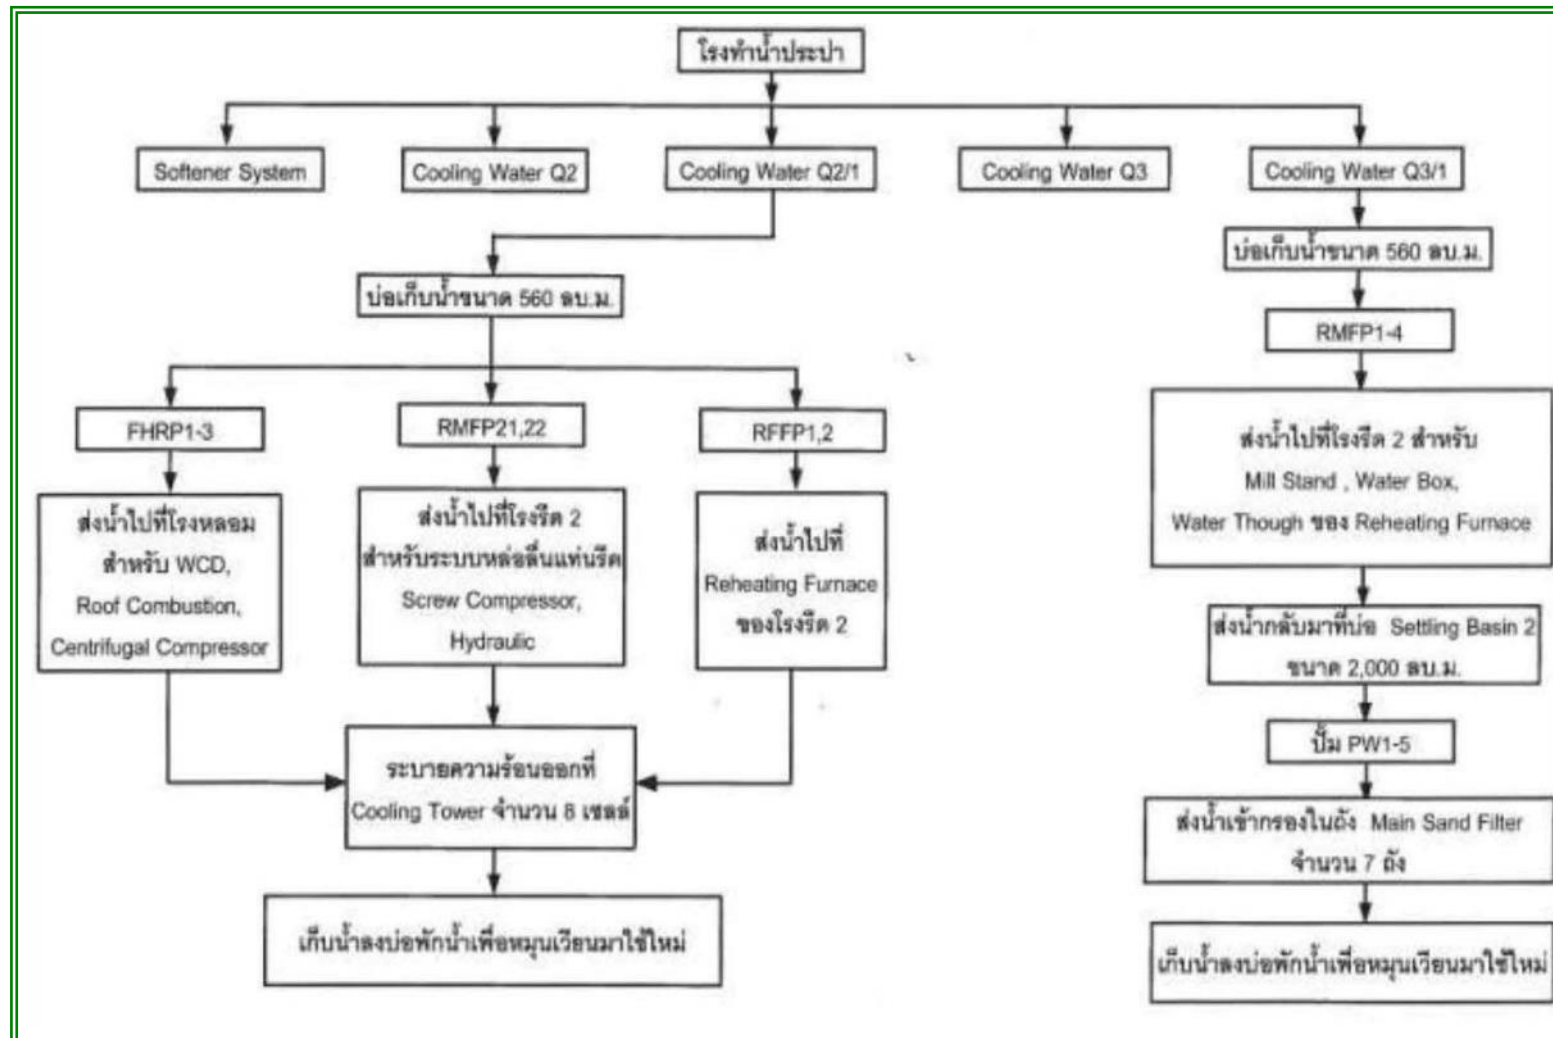 โรงทำน้ำประปา
Softener System
Cooling Water Q2
Cooling Water Q2/1
Cooling Water Q3
Cooling Water Q3/1
บ่อเก็บน้ำขนาด 560 ลบ.ม.
FHRP1-3
RMFP21,22
RFFP1,2
ส่งน้ำไปที่โรงหลอม
สำหรับ WCD,
Roof Combustion,
Centrifugal Compressor
ส่งน้ำไปที่โรงรีด 2
สำหรับระบบหล่อลื่นแท่นรีด
Screw Compressor,
Hydraulic
ส่งน้ำไปที่
Reheating Furnace
ของโรงรีด 2
ระบายความร้อนออกที่
Cooling Tower จำนวน 8 เซลล์
เก็บน้ำลงบ่อพักน้ำเพื่อหมุนเวียนมาใช้ใหม่
บ่อเก็บน้ำขนาด 560 ลบ.ม.
RMFP1-4
ส่งน้ำไปที่โรงรีด 2 สำหรับ
Mill Stand , Water Box,
Water Though ของ Reheating Furnace
ส่งน้ำกลับมาที่บ่อ Settling Basin 2
ขนาด 2,000 ลบ.ม.
ปั๊ม PW1-5
ส่งน้ำเข้ากรองในถัง Main Sand Filter
จำนวน 7 ถัง
เก็บน้ำลงบ่อพักน้ำเพื่อหมุนเวียนมาใช้ใหม่